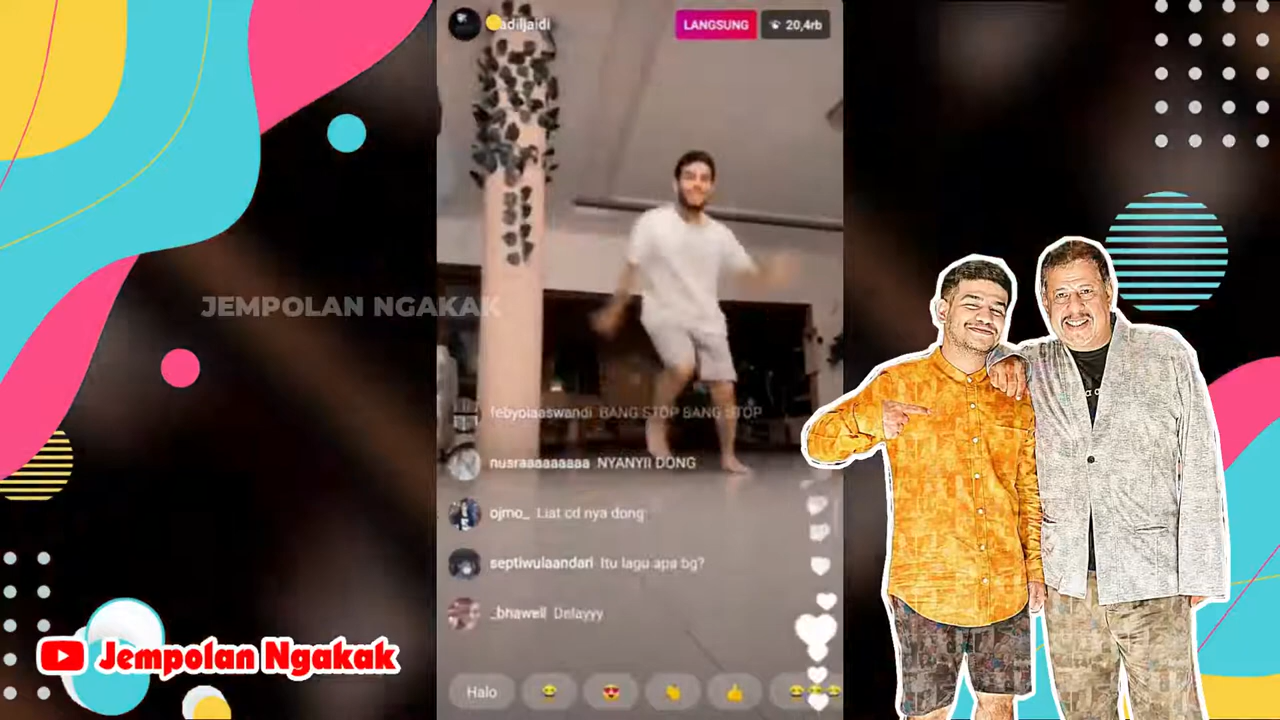 adiljaidi
LANGSUNG
20,4rb
JEMPOLAN NGAKAK
febyolaaswandi BANG STOP BANG STOP
nusraaaaaaaaa NYANYII DONG
ojmo_ Liat cd nya dong
septiwulaandari Itu lagu apa bg?
_bhawell Delayyy
Jempolan Ngakak
Halo